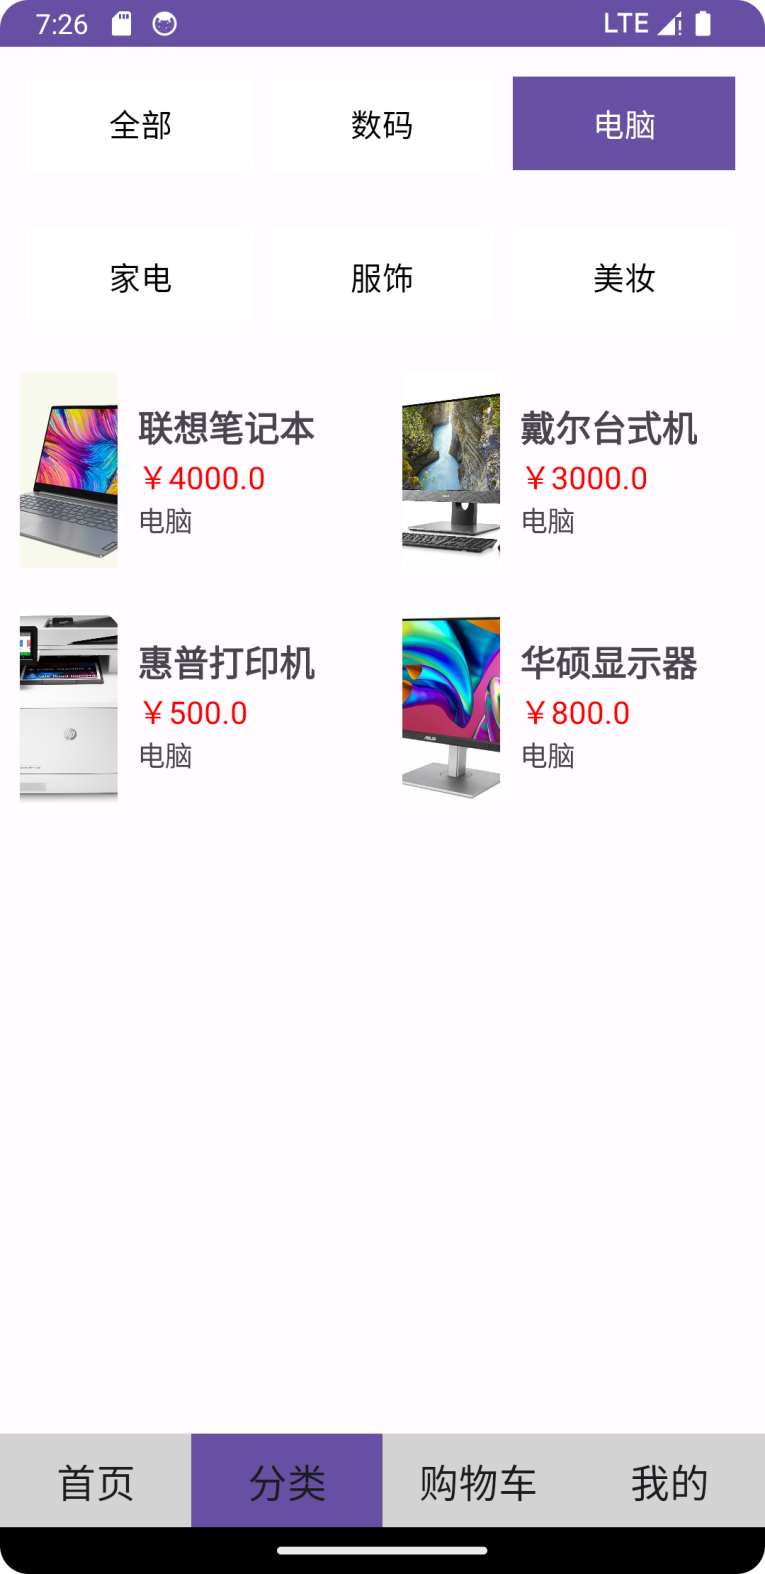 7:26 LTE
全部 数码 电脑
家电 服饰 美妆
联想笔记本
￥4000.0
电脑
戴尔台式机
￥3000.0
电脑
惠普打印机
￥500.0
电脑
华硕显示器
￥800.0
电脑
首页 分类 购物车 我的